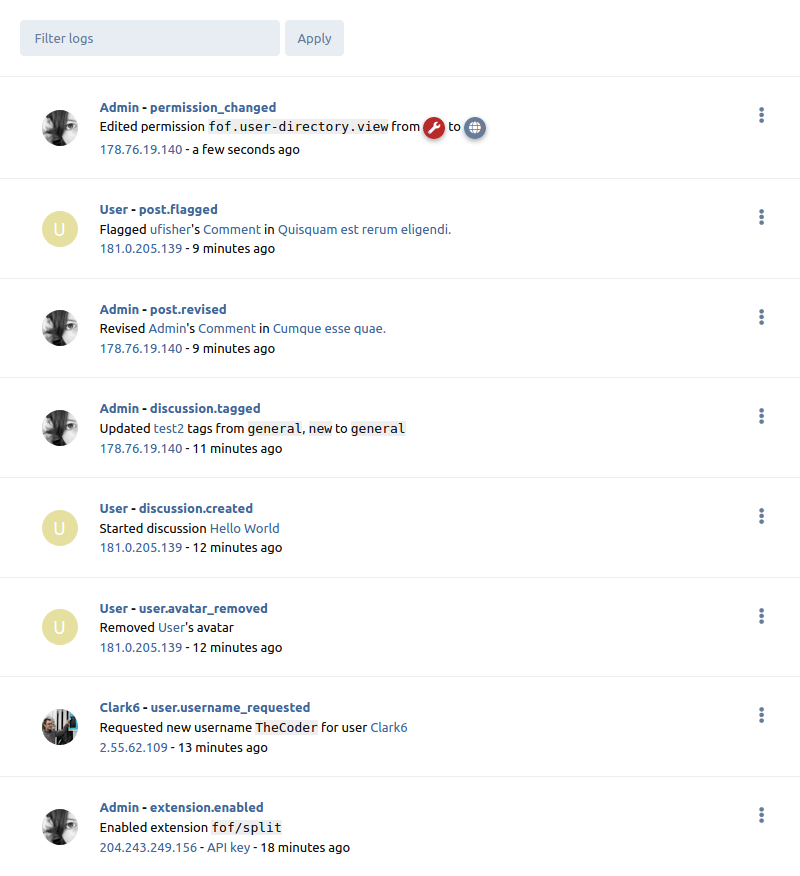 Filter logs Apply
Admin - permission_changed
Edited permission fof.user-directory.view from to
178.76.19.140 - a few seconds ago
User - post.flagged
U
Flagged ufisher's Comment in Quisquam est rerum eligendi.
181.0.205.139 - 9 minutes ago
Admin - post.revised
Revised Admin's Comment in Cumque esse quae.
178.76.19.140 - 9 minutes ago
Admin - discussion.tagged
Updated test2 tags from general, new to general
178.76.19.140 - 11 minutes ago
User - discussion.created
U
Started discussion Hello World
181.0.205.139 - 12 minutes ago
User - user.avatar_removed
U
Removed User's avatar
181.0.205.139 - 12 minutes ago
Clark6 - user.username_requested
Requested new username TheCoder for user Clark6
2.55.62.109 - 13 minutes ago
Admin - extension.enabled
Enabled extension fof/split
204.243.249.156 - API key - 18 minutes ago